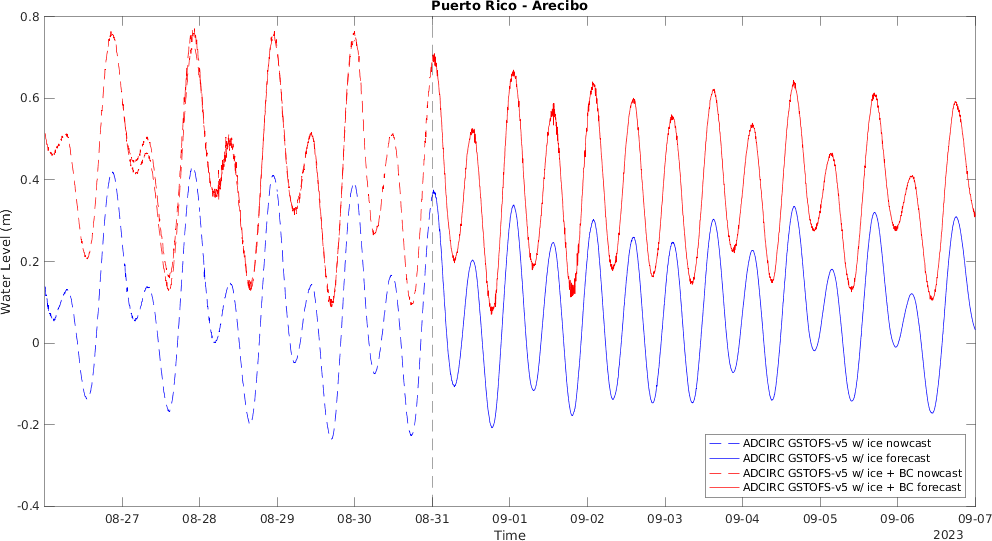 Puerto Rico - Arecibo
0.8
0.6
0.4
0.2
0
-0.2
-0.4
Water Level (m)
08-27 08-28 08-29 08-30 08-31 09-01 09-02 09-03 09-04 09-05 09-06 09-07
Time
2023
ADCIRC GSTOFS-v5 w/ ice nowcast
ADCIRC GSTOFS-v5 w/ ice forecast
ADCIRC GSTOFS-v5 w/ ice + BC nowcast
ADCIRC GSTOFS-v5 w/ ice + BC forecast